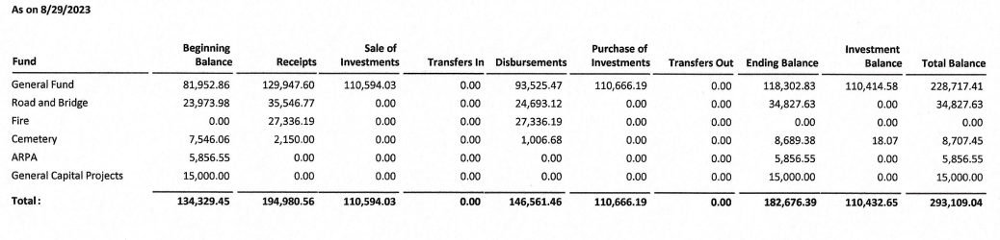 As on 8/29/2023
Beginning Sale of Purchase of Investment
Fund Balance Receipts Investments Transfers In Disbursements Investments Transfers Out Ending Balance Balance Total Balance
General Fund 81,952.86 129,947.60 110,594.03 0.00 93,525.47 110,666.19 0.00 118,302.83 110,414.58 228,717.41
Road and Bridge 23,973.98 35,546.77 0.00 0.00 24,693.12 0.00 0.00 34,827.63 0.00 34,827.63
Fire 0.00 27,336.19 0.00 0.00 27,336.19 0.00 0.00 0.00 0.00 0.00
Cemetery 7,546.06 2,150.00 0.00 0.00 1,006.68 0.00 0.00 8,689.38 18.07 8,707.45
ARPA 5,856.55 0.00 0.00 0.00 0.00 0.00 0.00 5,856.55 0.00 5,856.55
General Capital Projects 15,000.00 0.00 0.00 0.00 0.00 0.00 0.00 15,000.00 0.00 15,000.00
Total: 134,329.45 194,980.56 110,594.03 0.00 146,561.46 110,666.19 0.00 182,676.39 110,432.65 293,109.04